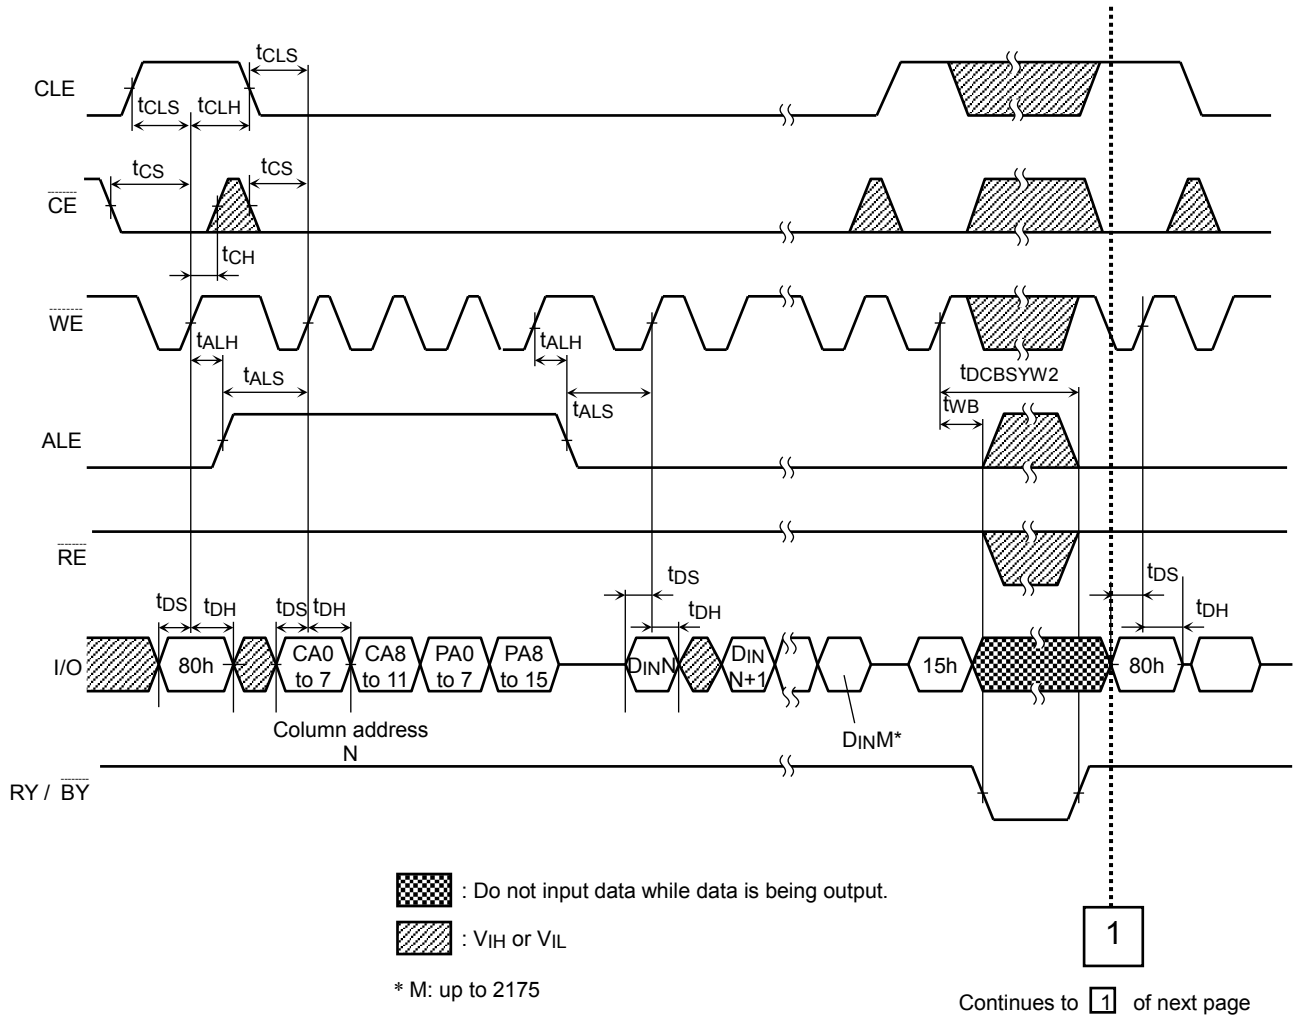 tCLS
CLE
tCLS tCLH
tCS tCS
CE
tCH
WE
tALH tALH
tALS tALS
tDCBSYW2
tWB
ALE
RE
tDS tDS
tDS tDH tDS tDH tDH tDH
I/O 80h CA0 to 7 CA8 to 11 PA0 to 7 PA8 to 15 DINN DIN N+1 15h 80h
Column address
N
DINM*
RY / BY
: Do not input data while data is being output.
: VIH or VIL
* M: up to 2175
1
Continues to 1 of next page